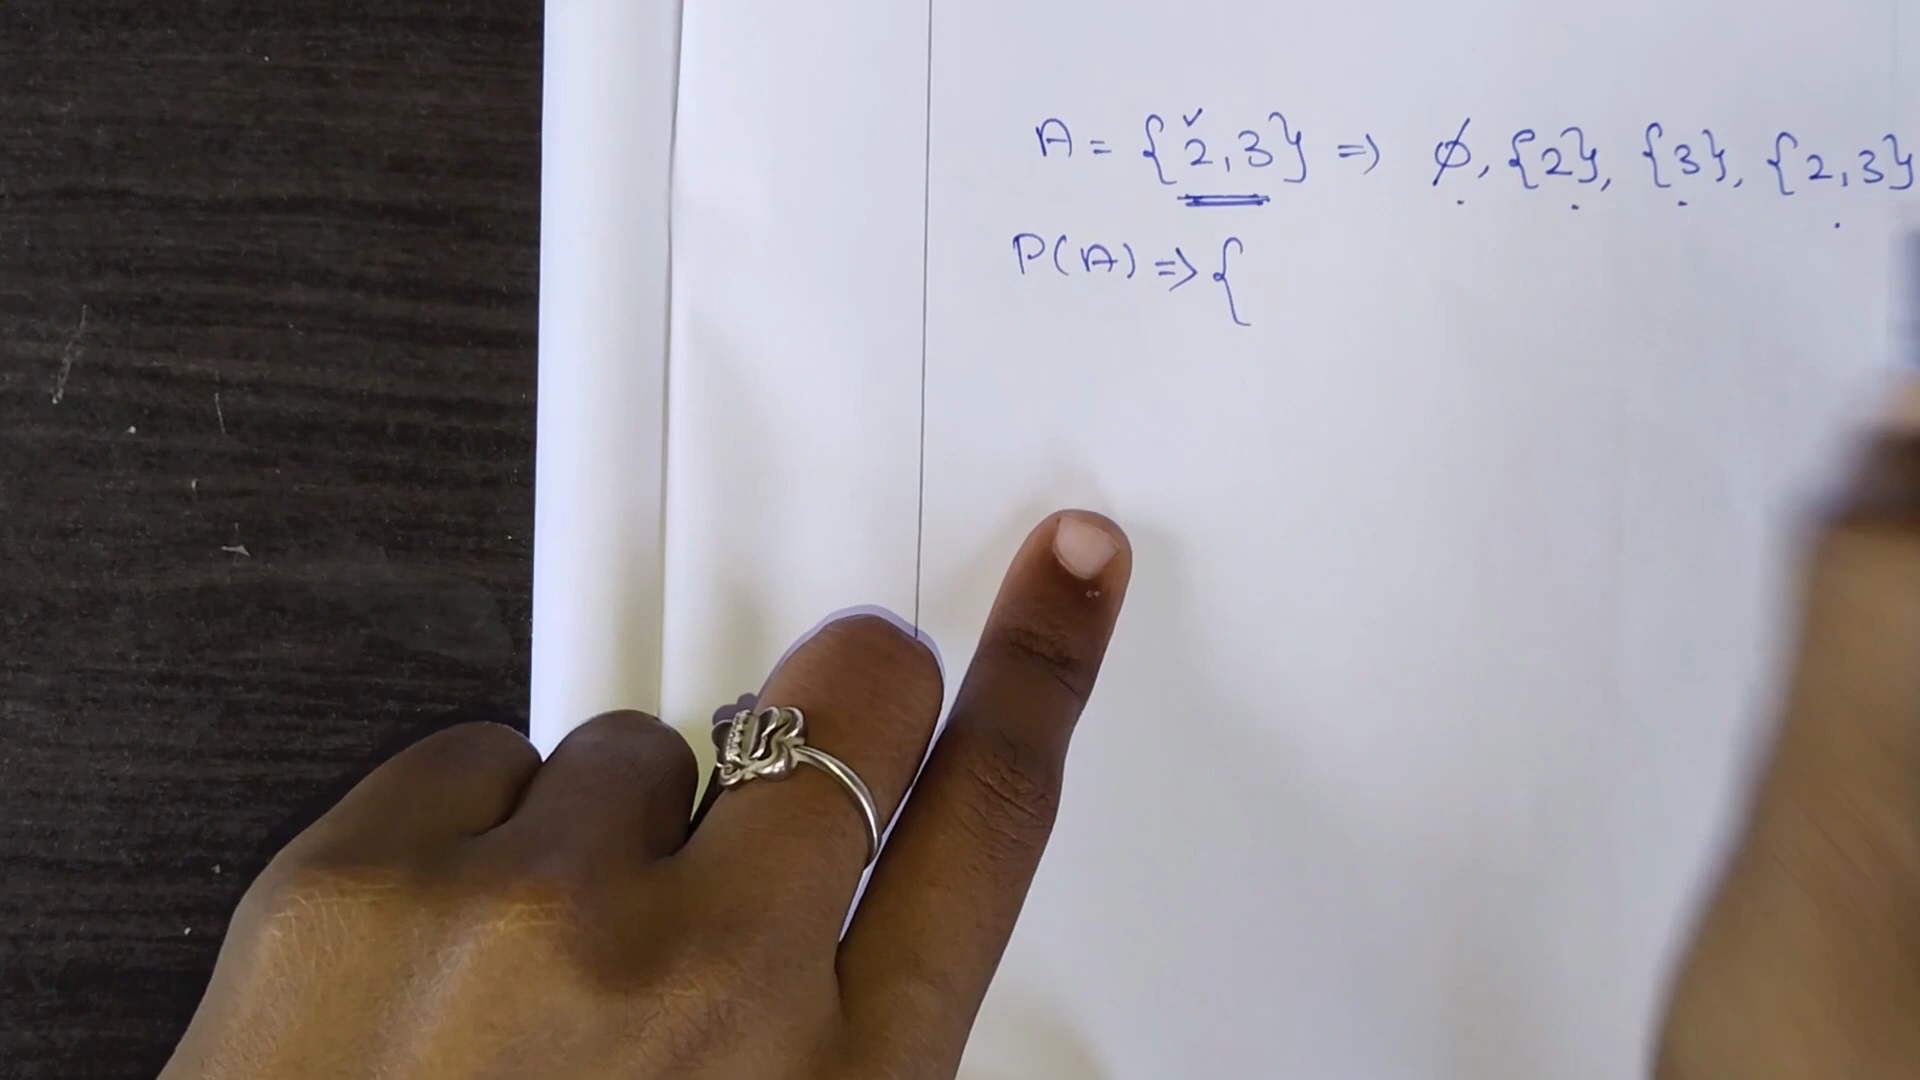 A = {2,3} => ϕ, {2}, {3}, {2,3}
P(A) => {